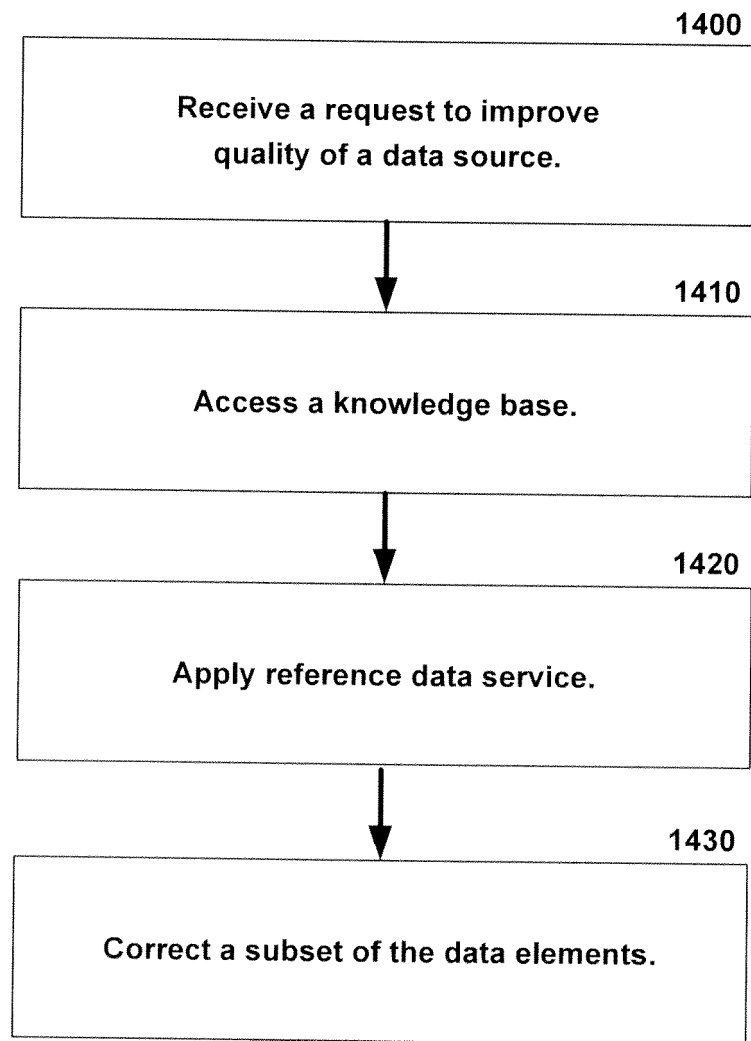 1400
Receive a request to improve
quality of a data source.
1410
Access a knowledge base.
1420
Apply reference data service.
1430
Correct a subset of the data elements.